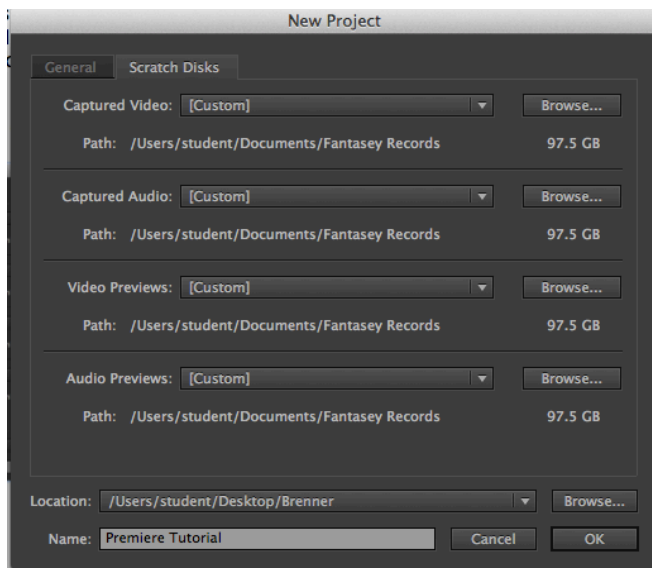 New Project
General Scratch Disks
Captured Video: [Custom] Browse...
Path: /Users/student/Documents/Fantasey Records 97.5 GB
Captured Audio: [Custom] Browse...
Path: /Users/student/Documents/Fantasey Records 97.5 GB
Video Previews: [Custom] Browse...
Path: /Users/student/Documents/Fantasey Records 97.5 GB
Audio Previews: [Custom] Browse...
Path: /Users/student/Documents/Fantasey Records 97.5 GB
Location: /Users/student/Desktop/Brenner Browse...
Name: Premiere Tutorial Cancel OK